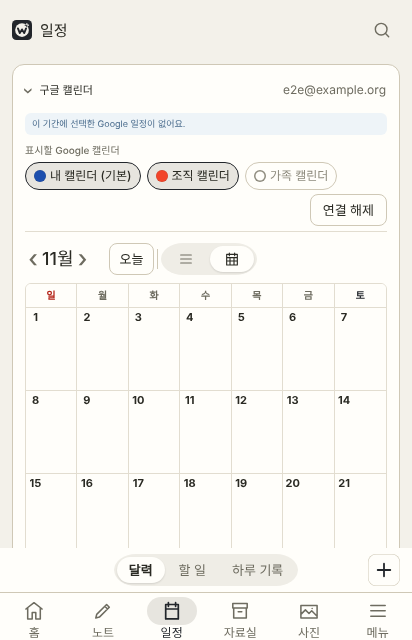 일정
구글 캘린더 e2e@example.org
이 기간에 선택한 Google 일정이 없어요.
표시할 Google 캘린더
내 캘린더 (기본) 조직 캘린더 가족 캘린더
연결 해제
11월 오늘
일 월 화 수 목 금 토
1 2 3 4 5 6 7
8 9 10 11 12 13 14
15 16 17 18 19 20 21
달력 할 일 하루 기록
홈 노트 일정 자료실 사진 메뉴